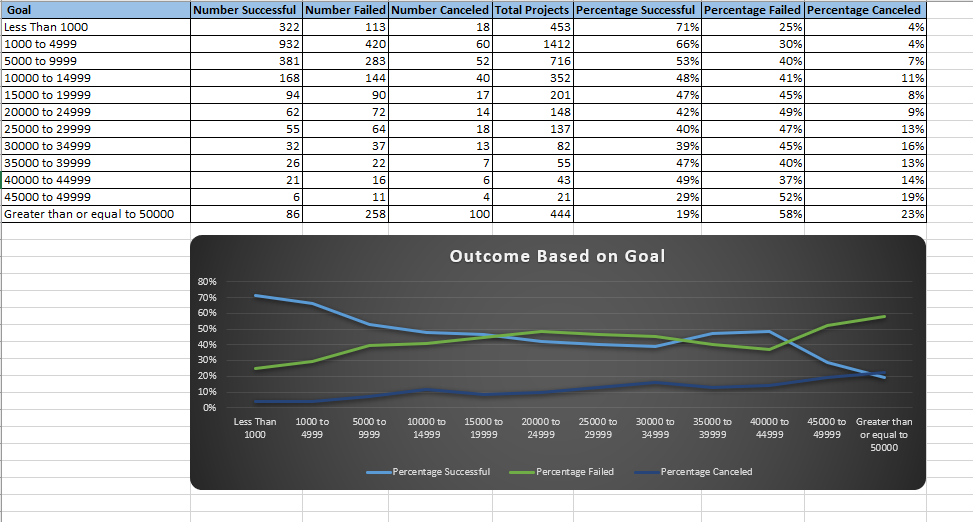 Goal Number Successful Number Failed Number Canceled Total Projects Percentage Successful Percentage Failed Percentage Canceled
Less Than 1000 322 113 18 453 71% 25% 4%
1000 to 4999 932 420 60 1412 66% 30% 4%
5000 to 9999 381 283 52 716 53% 40% 7%
10000 to 14999 168 144 40 352 48% 41% 11%
15000 to 19999 94 90 17 201 47% 45% 8%
20000 to 24999 62 72 14 148 42% 49% 9%
25000 to 29999 55 64 18 137 40% 47% 13%
30000 to 34999 32 37 13 82 39% 45% 16%
35000 to 39999 26 22 7 55 47% 40% 13%
40000 to 44999 21 16 6 43 49% 37% 14%
45000 to 49999 6 11 4 21 29% 52% 19%
Greater than or equal to 50000 86 258 100 444 19% 58% 23%
Outcome Based on Goal
80%
70%
60%
50%
40%
30%
20%
10%
0%
Less Than 1000 to 5000 to 10000 to 15000 to 20000 to 25000 to 30000 to 35000 to 40000 to 45000 to Greater than
1000 4999 9999 14999 19999 24999 29999 34999 39999 44999 49999 or equal to
50000
Percentage Successful Percentage Failed Percentage Canceled